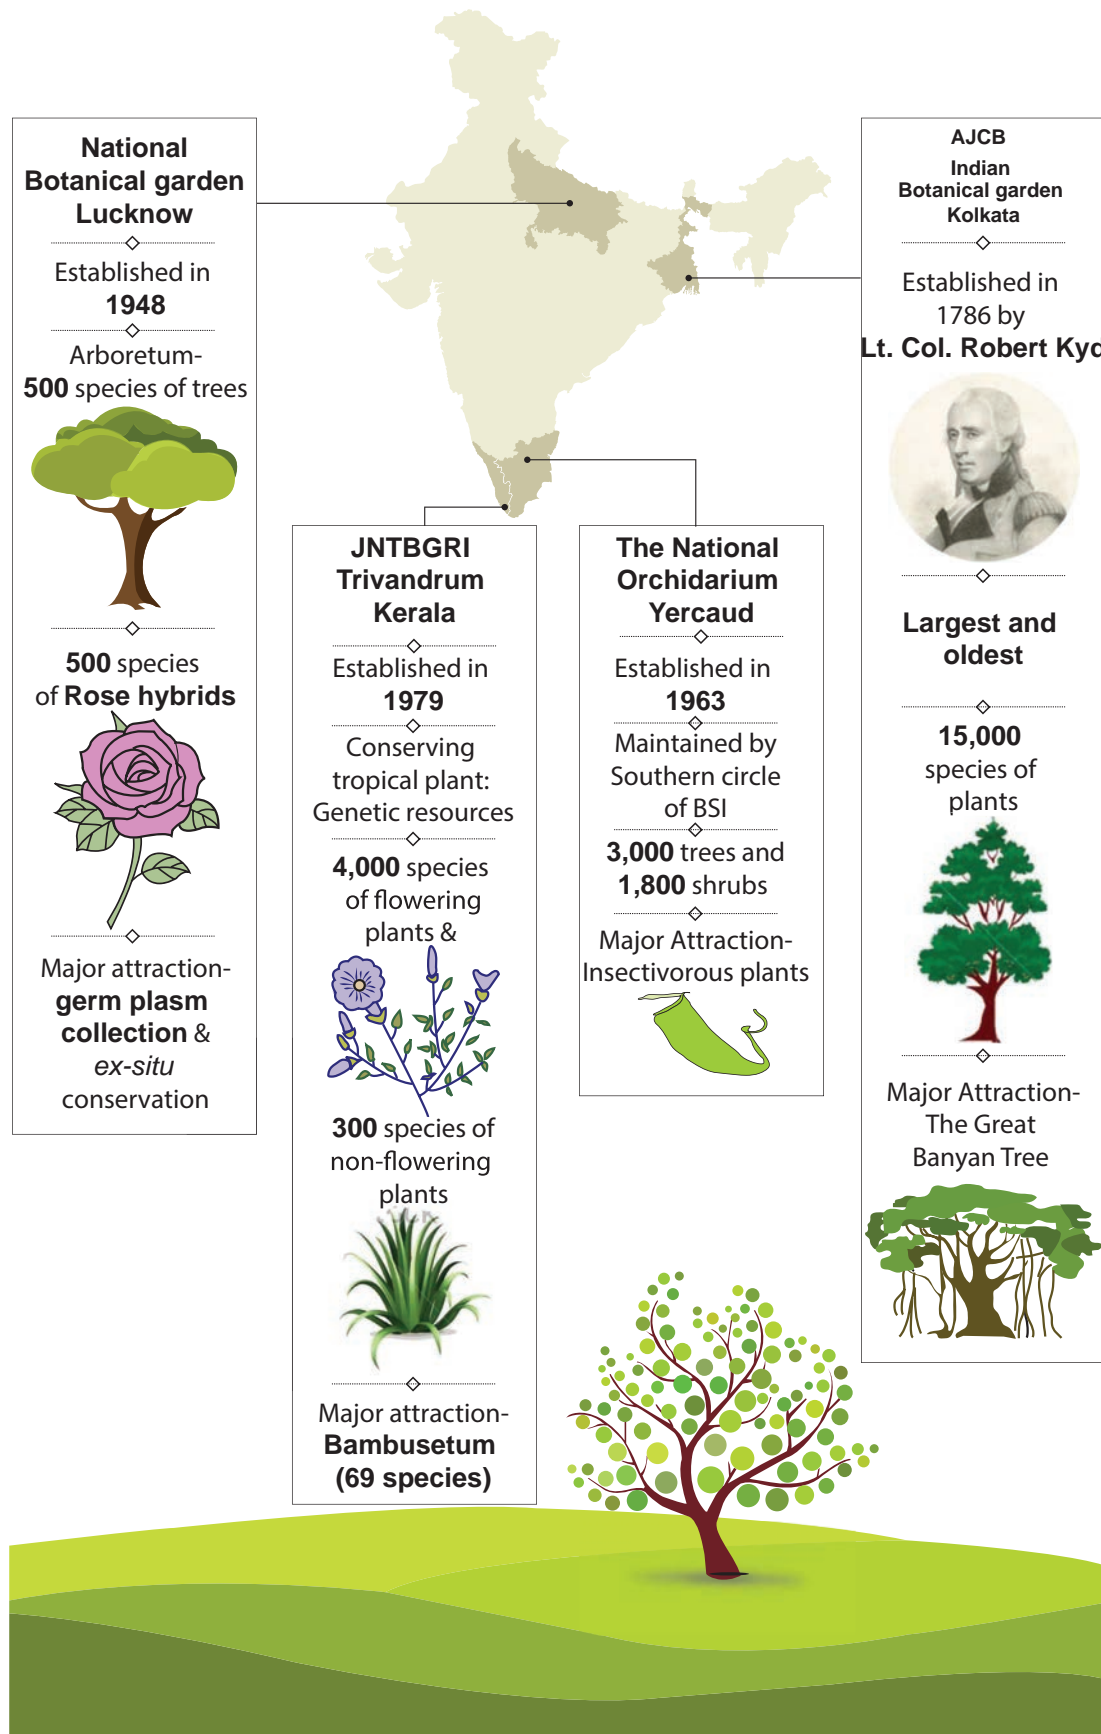 National
Botanical garden
Lucknow
Established in
1948
Arboretum-
500 species of trees
500 species
of Rose hybrids
Major attraction-
germ plasm
collection &
ex-situ
conservation
JNTBGRI
Trivandrum
Kerala
Established in
1979
Conserving
tropical plant:
Genetic resources
4,000 species
of flowering
plants &
300 species of
non-flowering
plants
Major attraction-
Bambusetum
(69 species)
The National
Orchidarium
Yercaud
Established in
1963
Maintained by
Southern circle
of BSI
3,000 trees and
1,800 shrubs
Major Attraction-
Insectivorous plants
AJCB
Indian
Botanical garden
Kolkata
Established in
1786 by
Lt. Col. Robert Kyd
Largest and
oldest
15,000
species of
plants
Major Attraction-
The Great
Banyan Tree